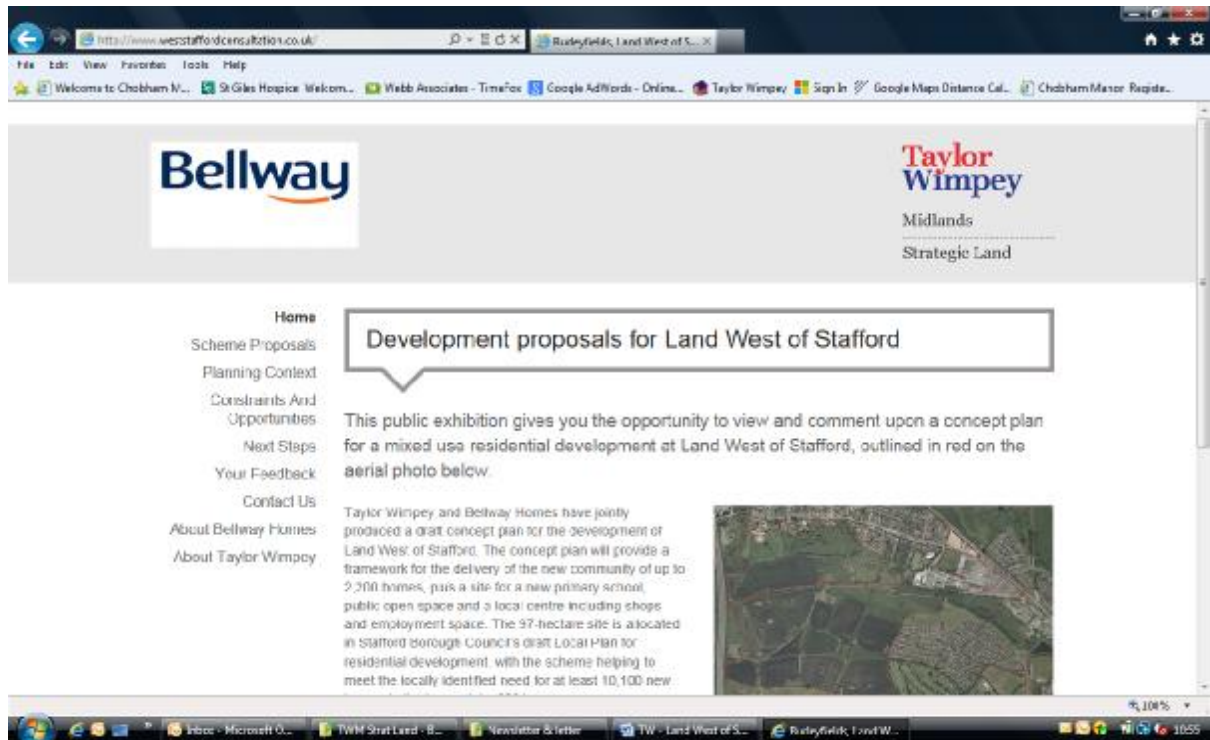 http://www.weststaffordconsultation.co.uk/
Rudeyfields, Land West of S...
File Edit View Favorites Tools Help
Welcome to Chobham M... St Giles Hospice Welcom... Webb Associates - TimeFox Google AdWords - Online... Taylor Wimpey Sign In Google Maps Distance Cal... Chobham Manor Registe...
Bellway
Taylor
Wimpey
Midlands
Strategic Land
Home
Scheme Proposals
Planning Context
Constraints And
Opportunities
Next Steps
Your Feedback
Contact Us
About Bellway Homes
About Taylor Wimpey
Development proposals for Land West of Stafford
This public exhibition gives you the opportunity to view and comment upon a concept plan
for a mixed use residential development at Land West of Stafford, outlined in red on the
aerial photo below.
Taylor Wimpey and Bellway Homes have jointly
produced a draft concept plan for the development of
Land West of Stafford. The concept plan will provide a
framework for the delivery of the new community of up to
2,200 homes, plus a site for a new primary school,
public open space and a local centre including shops
and employment space. The 97-hectare site is allocated
in Stafford Borough Council's draft Local Plan for
residential development, with the scheme helping to
meet the locally identified need for at least 10,100 new
100%
Inbox - Microsoft O... TWM Strat Land - B... Newsletter & letter TW - Land West of S... Rudeyfields, Land W... 1055